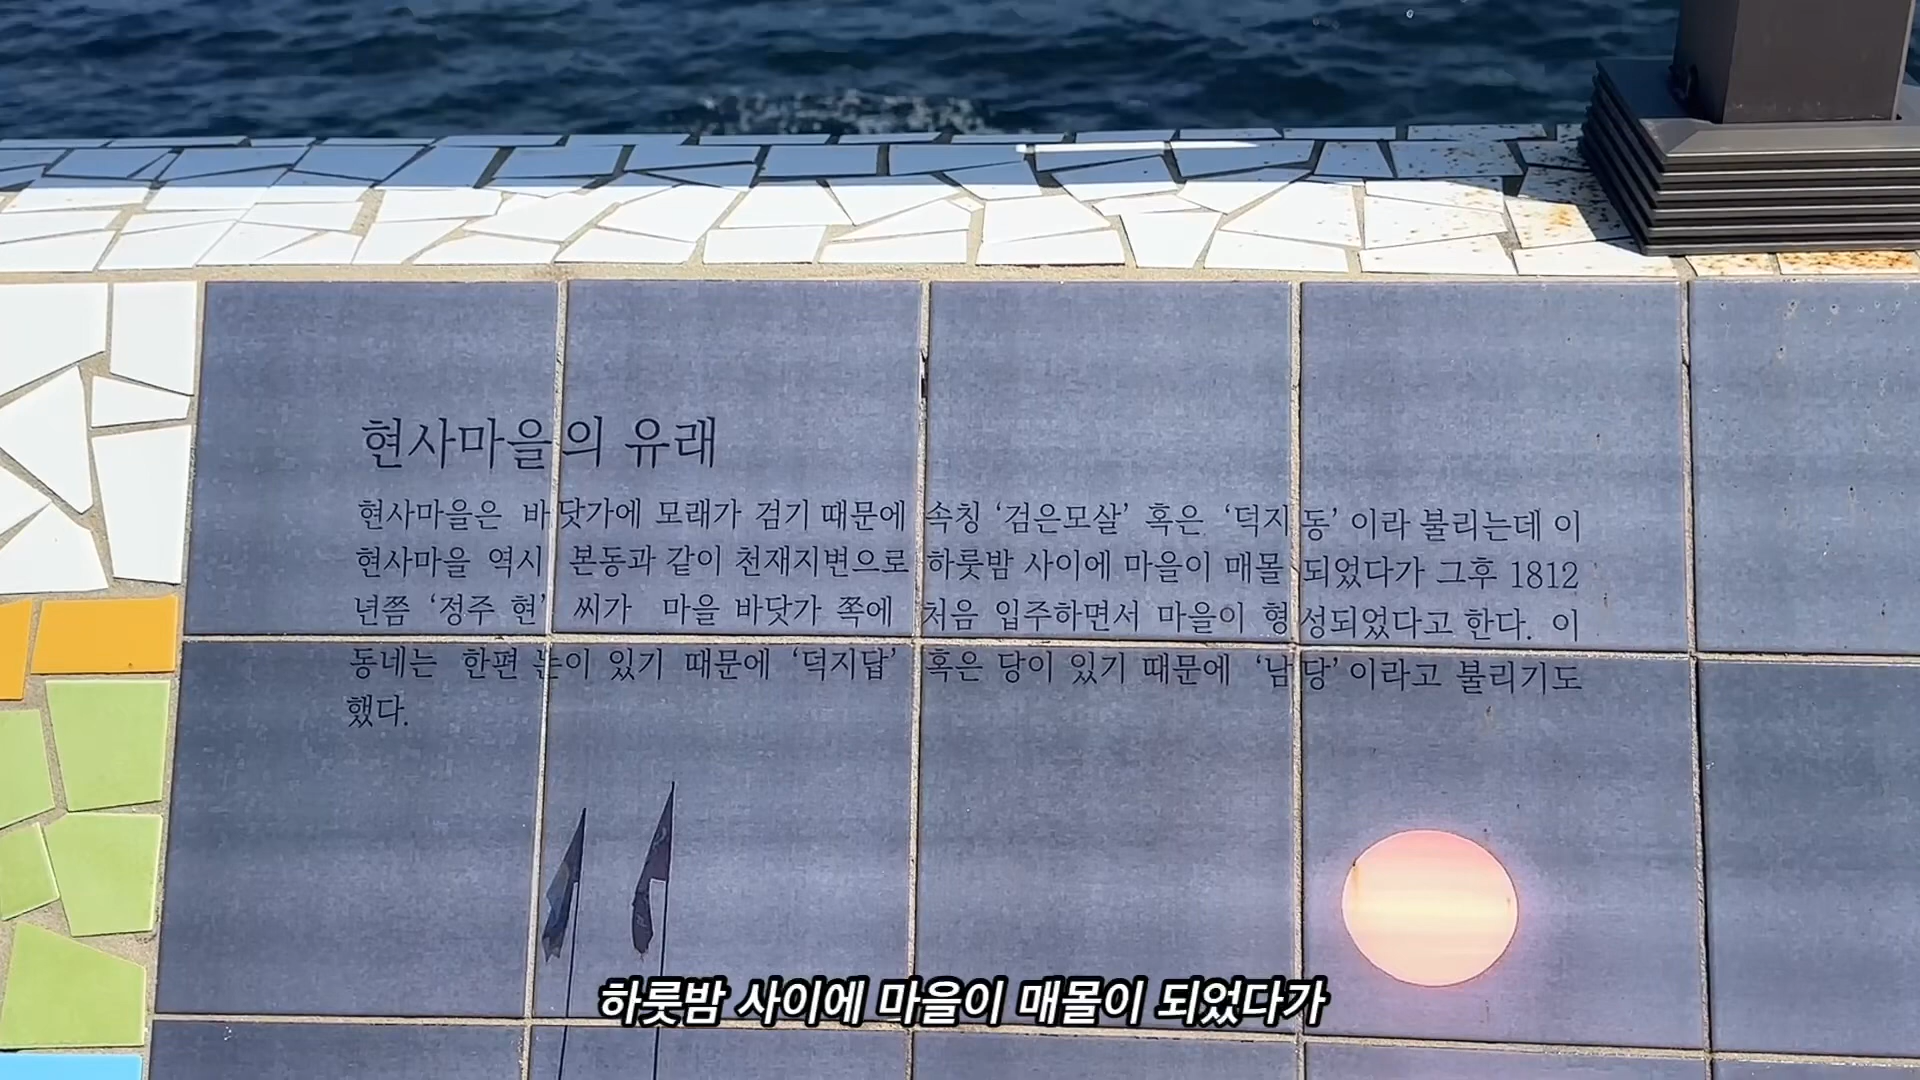 현사마을의 유래
현사마을은 바닷가에 모래가 검기 때문에 속칭 ‘검은모살’ 혹은 ‘덕지동’ 이라 불리는데 이
현사마을 역시 본동과 같이 천재지변으로 하룻밤 사이에 마을이 매몰 되었다가 그후 1812
년쯤 ‘정주 현’ 씨가 마을 바닷가 쪽에 처음 입주하면서 마을이 형성되었다고 한다. 이
동네는 한편 논이 있기 때문에 ‘덕지답’ 혹은 당이 있기 때문에 ‘남당’ 이라고 불리기도
했다.
하룻밤 사이에 마을이 매몰이 되었다가